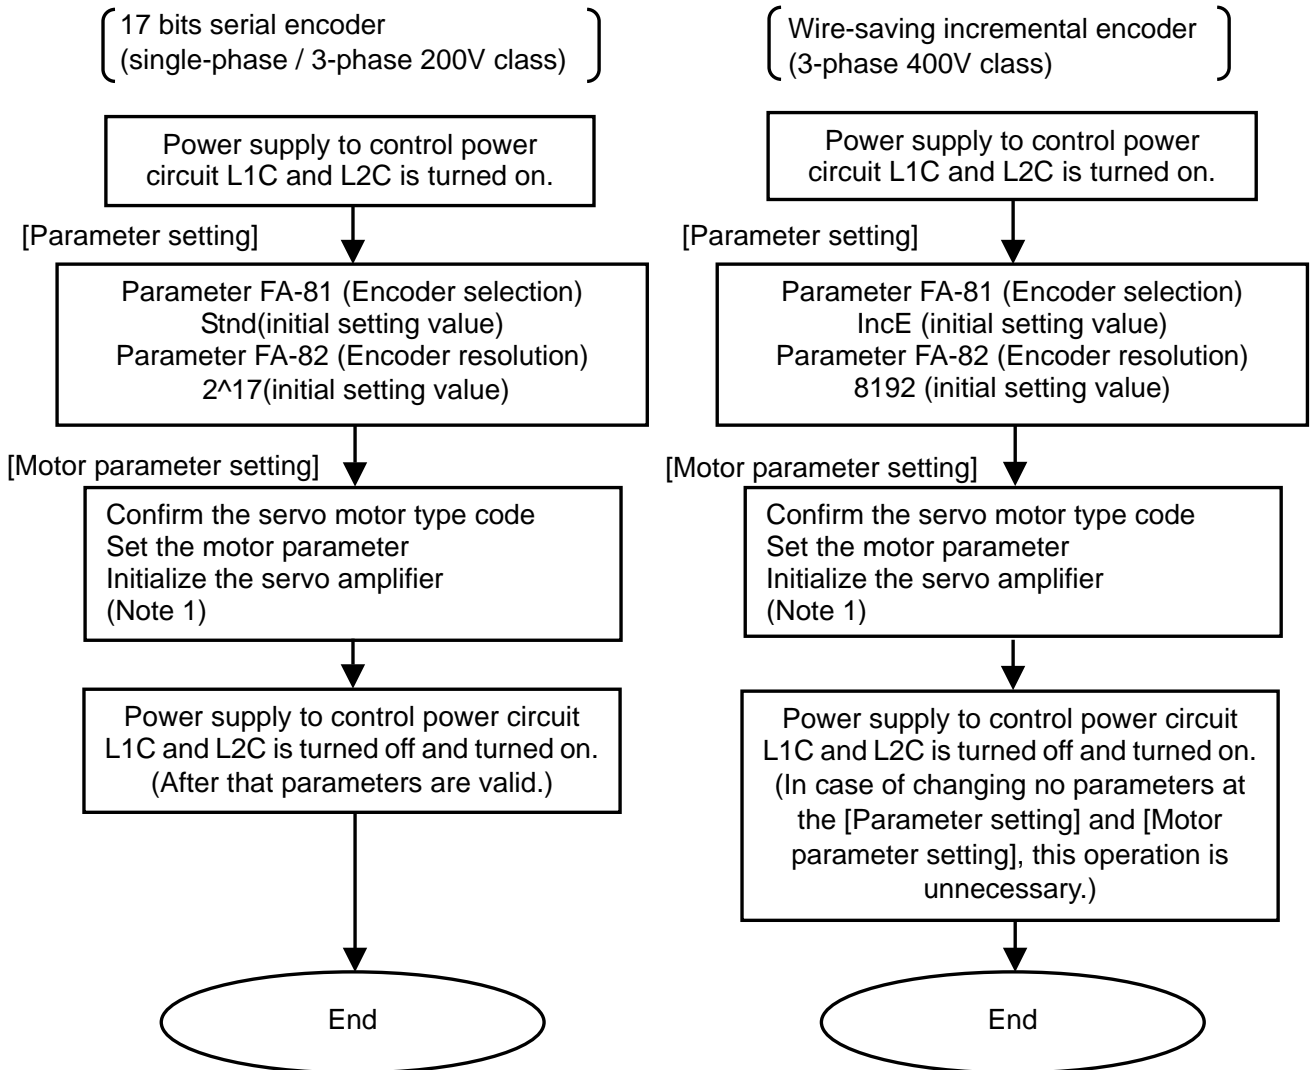 17 bits serial encoder
(single-phase / 3-phase 200V class)
Power supply to control power
circuit L1C and L2C is turned on.
[Parameter setting]
Parameter FA-81 (Encoder selection)
Stnd(initial setting value)
Parameter FA-82 (Encoder resolution)
2^17(initial setting value)
[Motor parameter setting]
Confirm the servo motor type code
Set the motor parameter
Initialize the servo amplifier
(Note 1)
Power supply to control power circuit
L1C and L2C is turned off and turned on.
(After that parameters are valid.)
End
Wire-saving incremental encoder
(3-phase 400V class)
Power supply to control power
circuit L1C and L2C is turned on.
[Parameter setting]
Parameter FA-81 (Encoder selection)
IncE (initial setting value)
Parameter FA-82 (Encoder resolution)
8192 (initial setting value)
[Motor parameter setting]
Confirm the servo motor type code
Set the motor parameter
Initialize the servo amplifier
(Note 1)
Power supply to control power circuit
L1C and L2C is turned off and turned on.
(In case of changing no parameters at
the [Parameter setting] and [Motor
parameter setting], this operation is
unnecessary.)
End